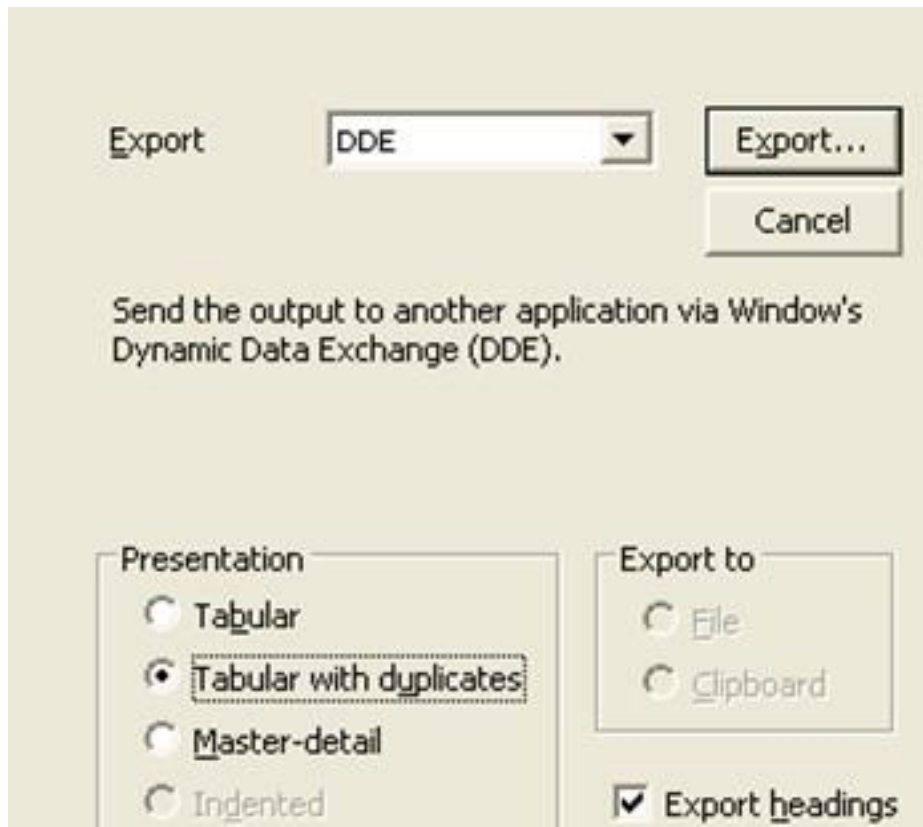 Export
DDE
Export...
Cancel
Send the output to another application via Window's
Dynamic Data Exchange (DDE).
Presentation
Tabular
Tabular with duplicates
Master-detail
Indented
Export to
File
Clipboard
Export headings